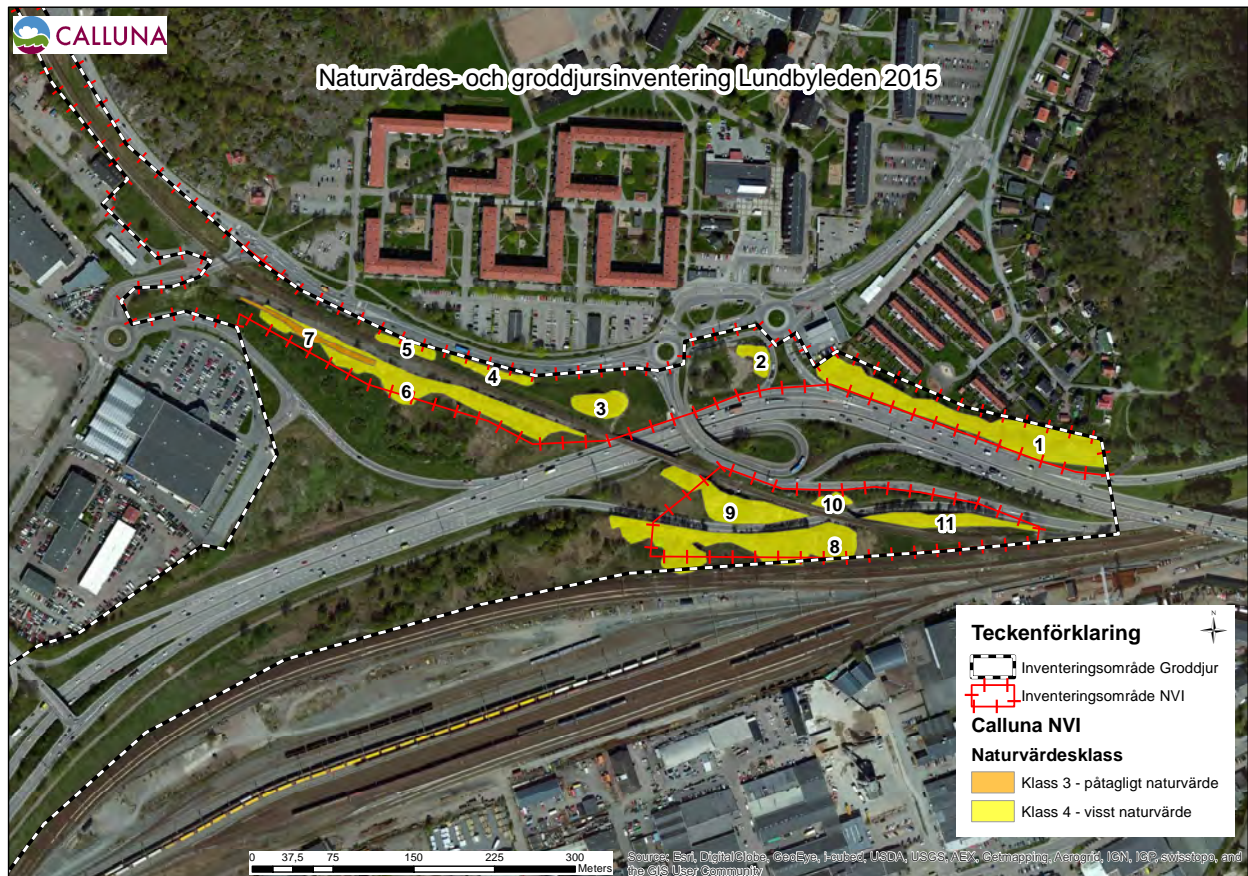 CALLUNA
Naturvärdes- och groddjursinventering Lundbyleden 2015
1
2
3
4
5
6
7
8
9
10
11
Teckenförklaring
N
Inventeringsområde Groddjur
Inventeringsområde NVI
Calluna NVI
Naturvärdesklass
Klass 3 - påtagligt naturvärde
Klass 4 - visst naturvärde
0 37,5 75 150 225 300
Meters
Source: Esri, DigitalGlobe, GeoEye, i-cubed, USDA, USGS, AEX, Getmapping, Aerogrid, IGN, IGP, swisstopo, and
the GIS User Community